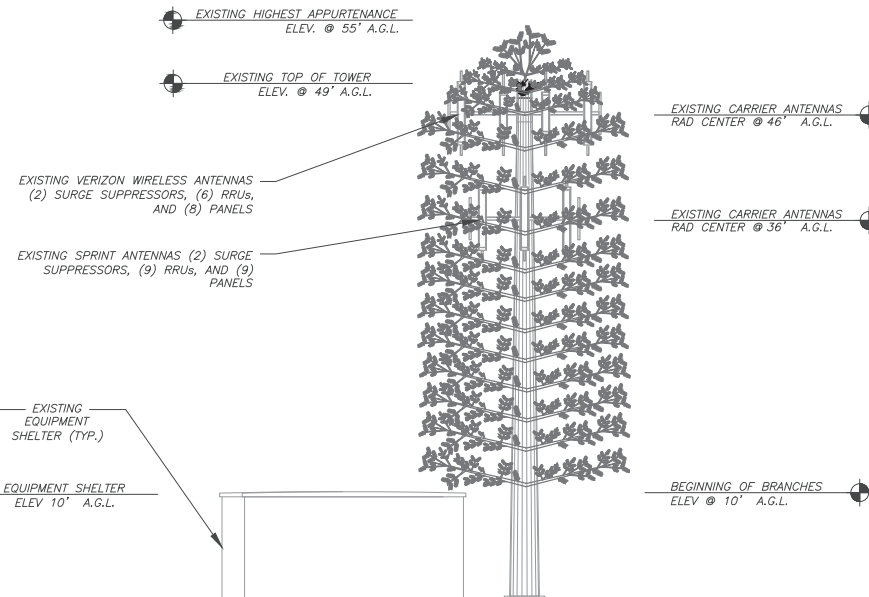 EXISTING HIGHEST APPURTENANCE
ELEV. @ 55' A.G.L.
EXISTING TOP OF TOWER
ELEV. @ 49' A.G.L.
EXISTING CARRIER ANTENNAS
RAD CENTER @ 46' A.G.L.
EXISTING VERIZON WIRELESS ANTENNAS
(2) SURGE SUPPRESSORS, (6) RRUs,
AND (8) PANELS
EXISTING CARRIER ANTENNAS
RAD CENTER @ 36' A.G.L.
EXISTING SPRINT ANTENNAS (2) SURGE
SUPPRESSORS, (9) RRUs, AND (9)
PANELS
EXISTING
EQUIPMENT
SHELTER (TYP.)
EQUIPMENT SHELTER
ELEV 10' A.G.L.
BEGINNING OF BRANCHES
ELEV @ 10' A.G.L.